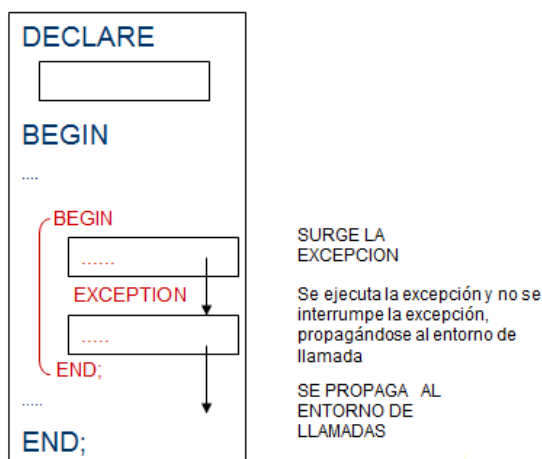 DECLARE
BEGIN
....
BEGIN
......
EXCEPTION
.....
END;
.....
END;
SURGE LA
EXCEPCION
Se ejecuta la excepción y no se
interrumpe la excepción,
propagándose al entorno de
llamada
SE PROPAGA AL
ENTORNO DE
LLAMADAS